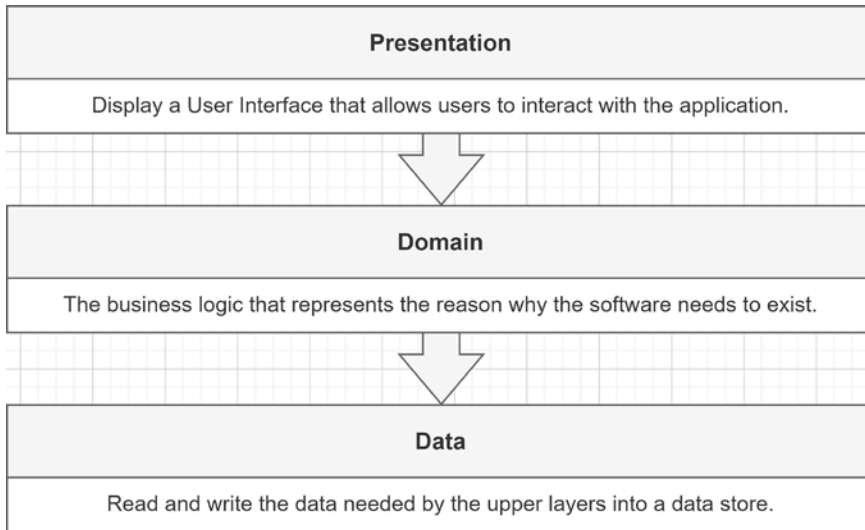 Presentation
Display a User Interface that allows users to interact with the application.
Domain
The business logic that represents the reason why the software needs to exist.
Data
Read and write the data needed by the upper layers into a data store.